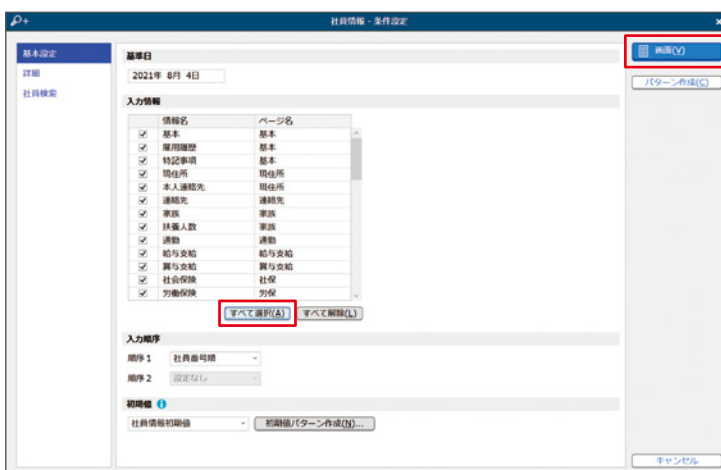 社員情報 - 条件設定
基本設定
詳細
社員検索
基準日
2021年 8月 4日
入力情報
情報名 ページ名
基本 基本
雇用履歴 基本
特記事項 基本
現住所 現住所
本人連絡先 現住所
連絡先 連絡先
家族 家族
扶養人数 家族
通勤 通勤
給与支給 給与支給
賞与支給 賞与支給
社会保険 社保
労働保険 労保
すべて選択(A) すべて解除(L)
入力順序
順序1 社員番号順
順序2 設定なし
初期値
社員情報初期値 初期値パターン作成(N)...
画面(V)
パターン作成(C)
キャンセル